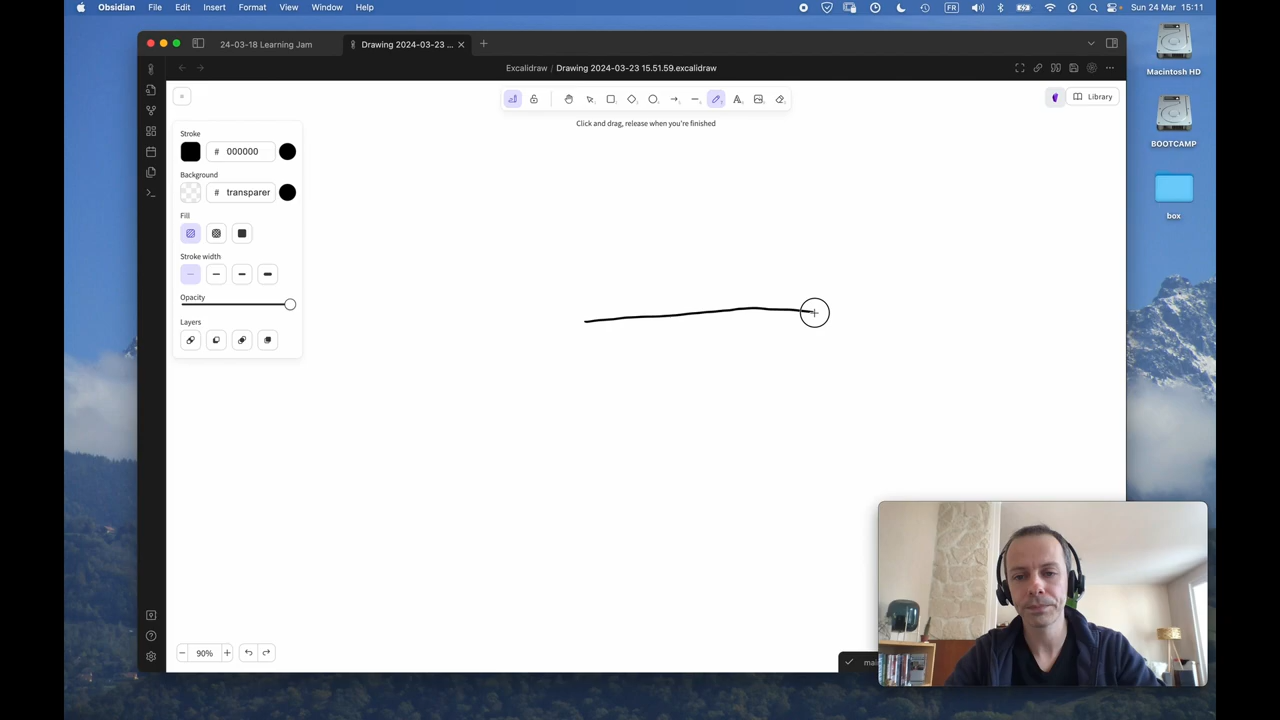 Obsidian File Edit Insert Format View Window Help FR Sun 24 Mar 15:11
24-03-18 Learning Jam Drawing 2024-03-23 ...
Excalidraw / Drawing 2024-03-23 15.51.59.excalidraw
Macintosh HD
Library
Click and drag, release when you're finished
Stroke
# 000000
BOOTCAMP
Background
# transparer
Fill
box
Stroke width
Opacity
Layers
90%